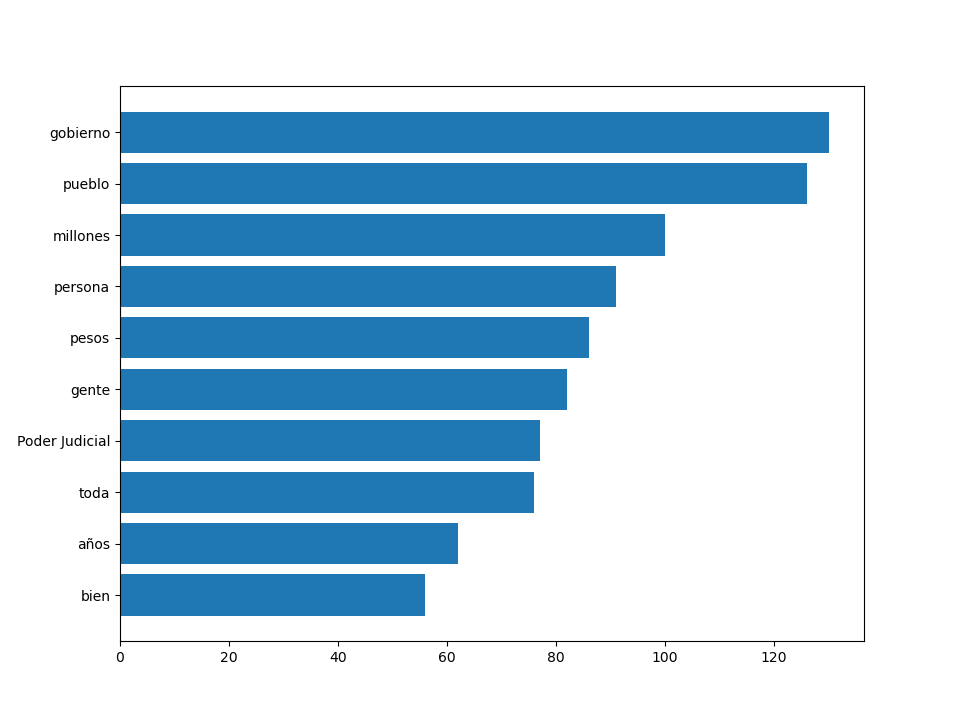 gobierno
pueblo
millones
persona
pesos
gente
Poder Judicial
toda
años
bien
0 20 40 60 80 100 120